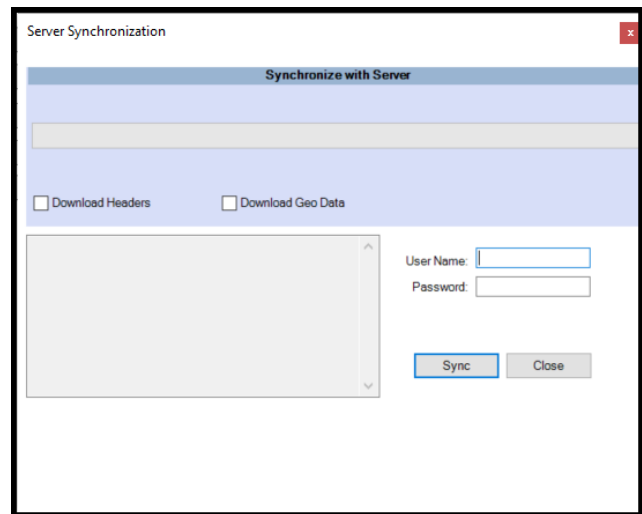 Server Synchronization
x
Synchronize with Server
Download Headers Download Geo Data
User Name:
Password:
Sync Close